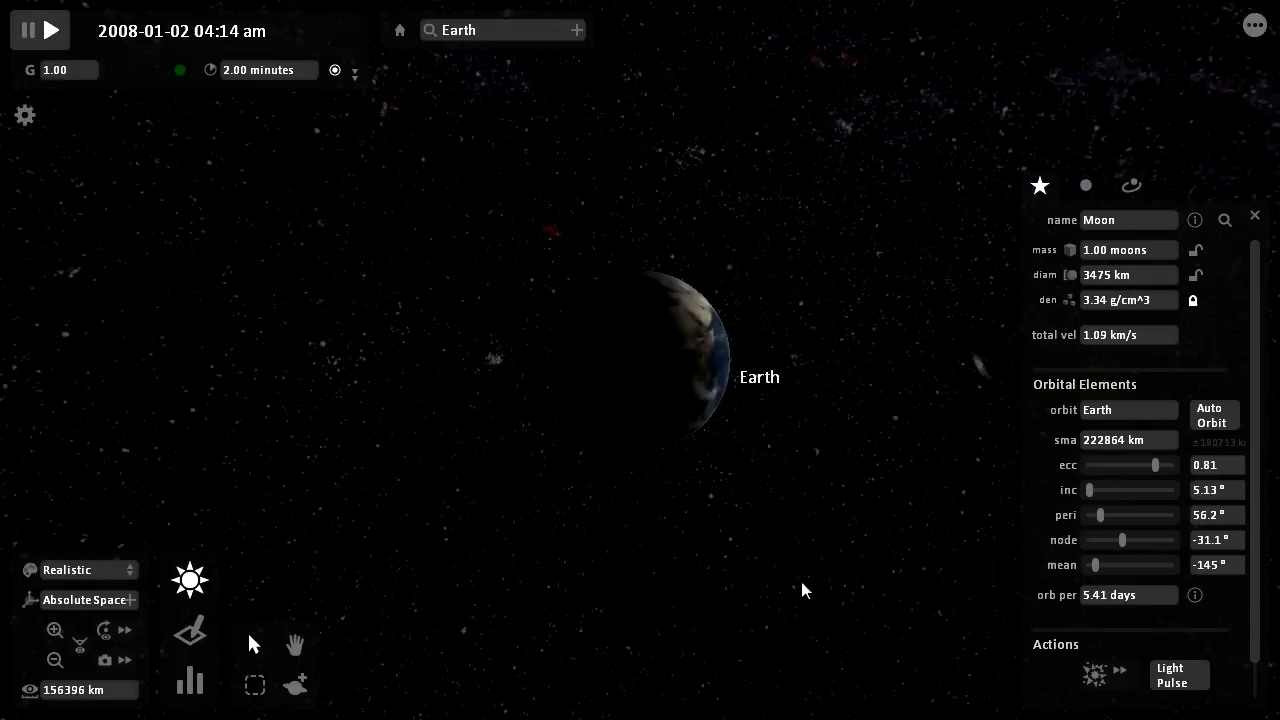 2008-01-02 04:14 am
Earth
G 1.00
2.00 minutes
Earth
name Moon
mass 1.00 moons
diam 3475 km
den 3.34 g/cm^3
total vel 1.09 km/s
Orbital Elements
orbit Earth
Auto Orbit
sma 222864 km
±180713 k
ecc 0.81
inc 5.13 °
peri 56.2 °
node -31.1 °
mean -145 °
orb per 5.41 days
Actions
Light Pulse
Realistic
Absolute Space
156396 km